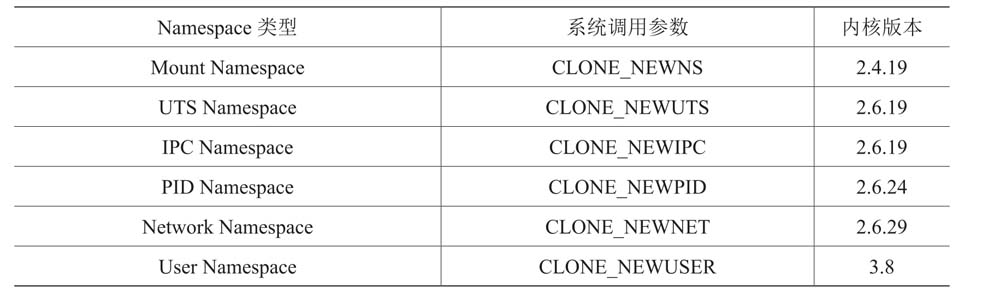 Namespace 类型 系统调用参数 内核版本
Mount Namespace CLONE_NEWNS 2.4.19
UTS Namespace CLONE_NEWUTS 2.6.19
IPC Namespace CLONE_NEWIPC 2.6.19
PID Namespace CLONE_NEWPID 2.6.24
Network Namespace CLONE_NEWNET 2.6.29
User Namespace CLONE_NEWUSER 3.8